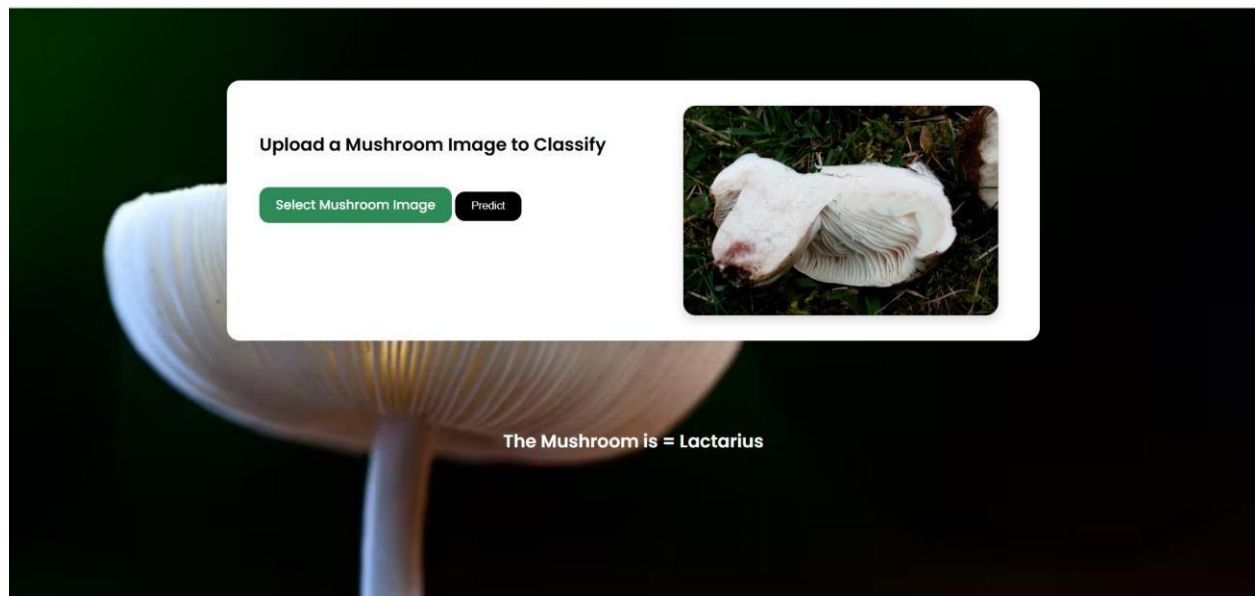 Upload a Mushroom Image to Classify
Select Mushroom Image Predict
The Mushroom is = Lactarius